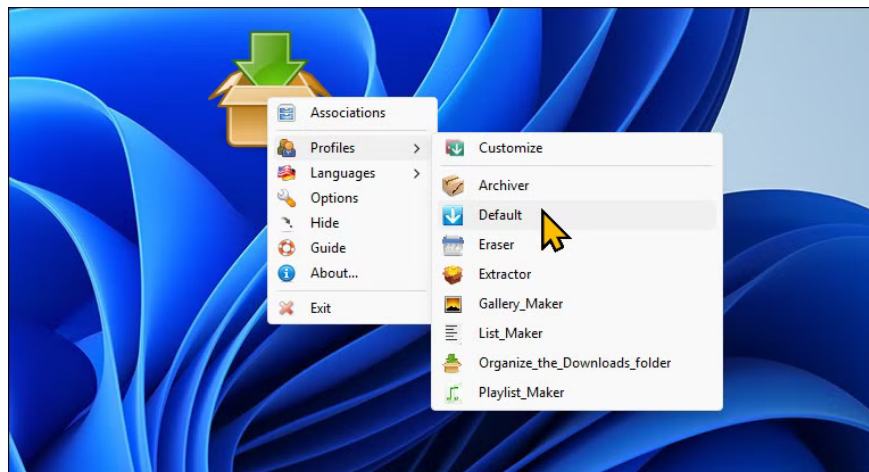 Associations
Profiles
Languages
Options
Hide
Guide
About...
Exit
Customize
Archiver
Default
Eraser
Extractor
Gallery_Maker
List_Maker
Organize_the_Downloads_folder
Playlist_Maker